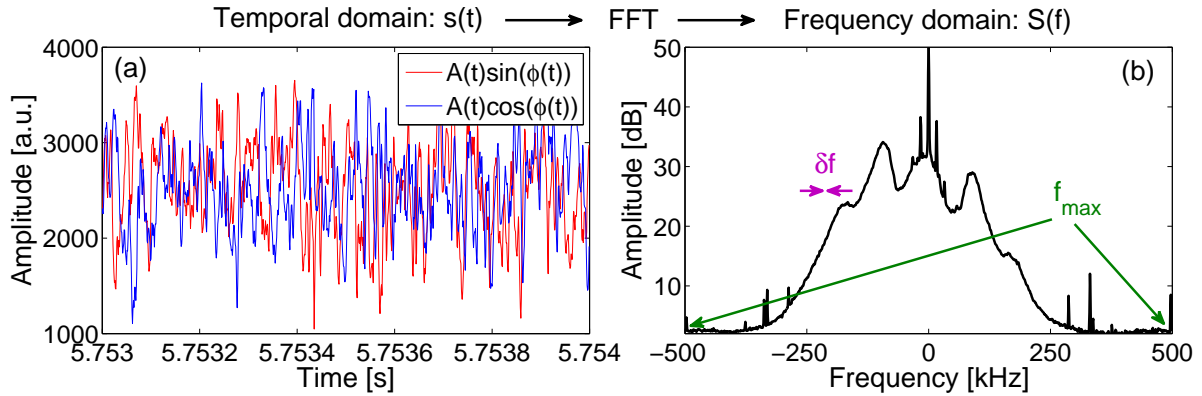 Temporal domain: s(t) FFT Frequency domain: S(f)
(a)
A(t)sin(ϕ(t))
A(t)cos(ϕ(t))
Amplitude [a.u.]
4000
3000
2000
1000
5.753 5.7532 5.7534 5.7536 5.7538 5.754
Time [s]
(b)
Amplitude [dB]
50
40
30
20
10
δf
f_max
−500 −250 0 250 500
Frequency [kHz]